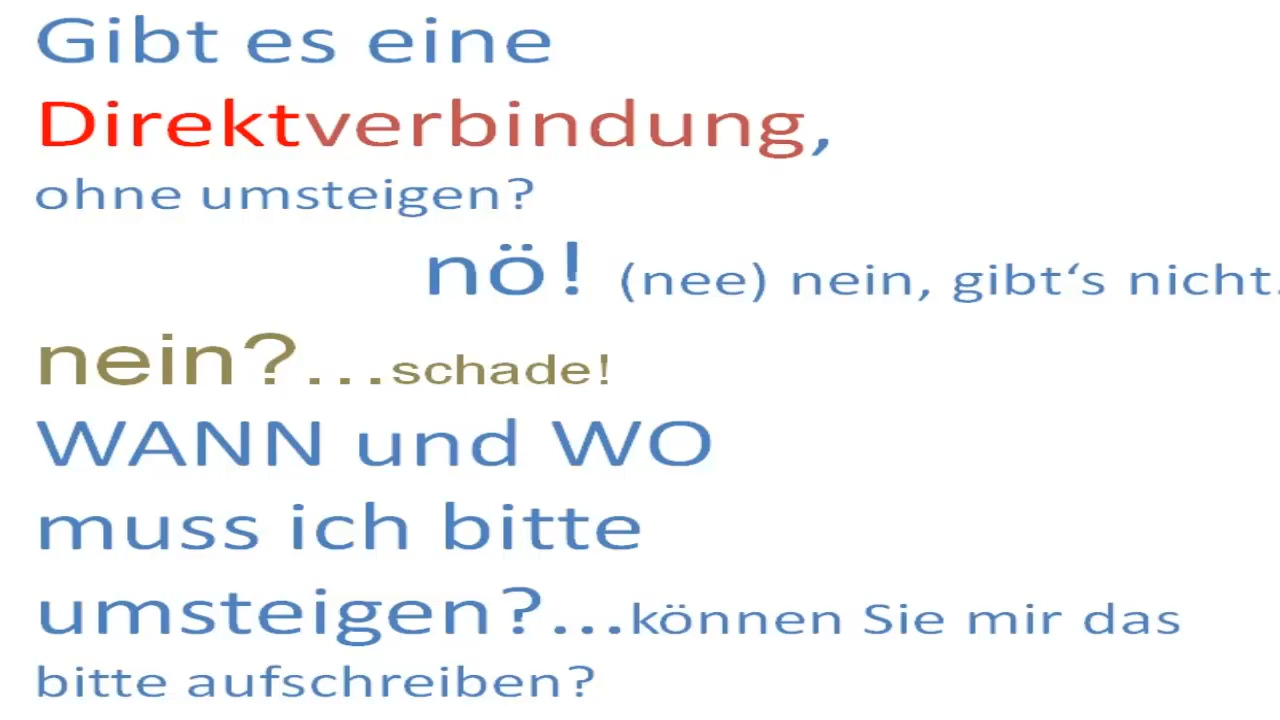 Gibt es eine
Direktverbindung,
ohne umsteigen?
nö! (nee) nein, gibt‘s nicht.
nein?...schade!
WANN und WO
muss ich bitte
umsteigen?...können Sie mir das
bitte aufschreiben?